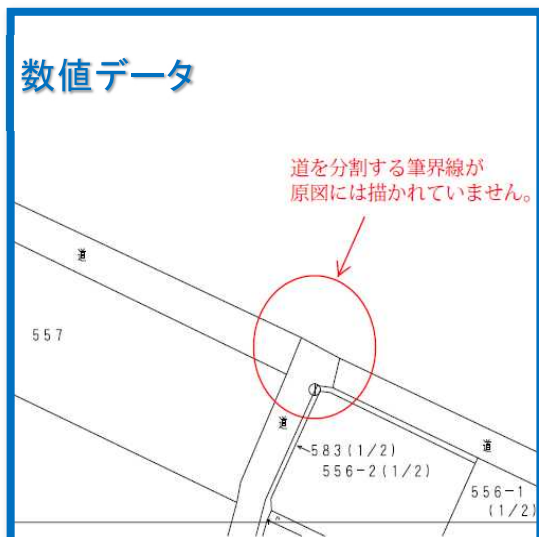 数値データ
道を分割する筆界線が
原図には描かれていません。
道
557
道
583(1/2)
556-2(1/2)
道
556-1
(1/2)